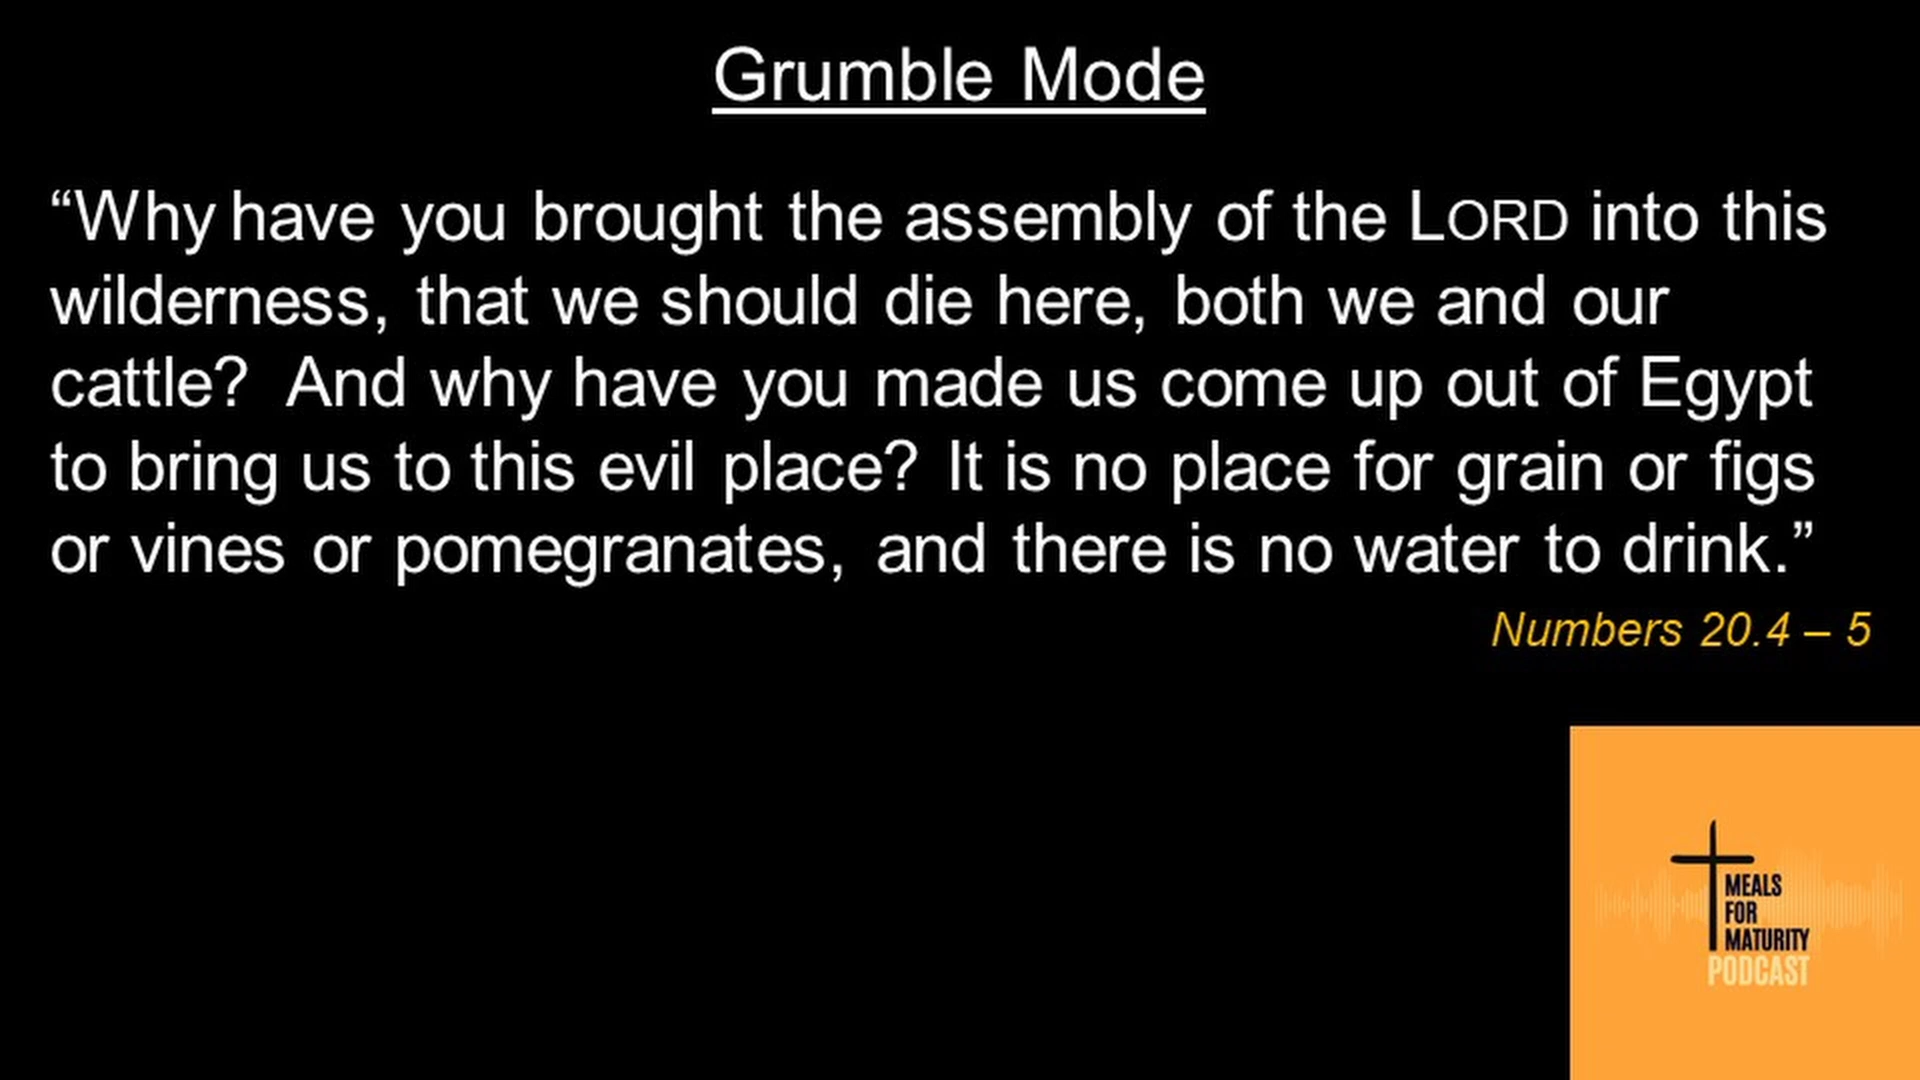 Grumble Mode
“Why have you brought the assembly of the LORD into this
wilderness, that we should die here, both we and our
cattle? And why have you made us come up out of Egypt
to bring us to this evil place? It is no place for grain or figs
or vines or pomegranates, and there is no water to drink.”
Numbers 20.4 – 5
MEALS
FOR
MATURITY
PODCAST